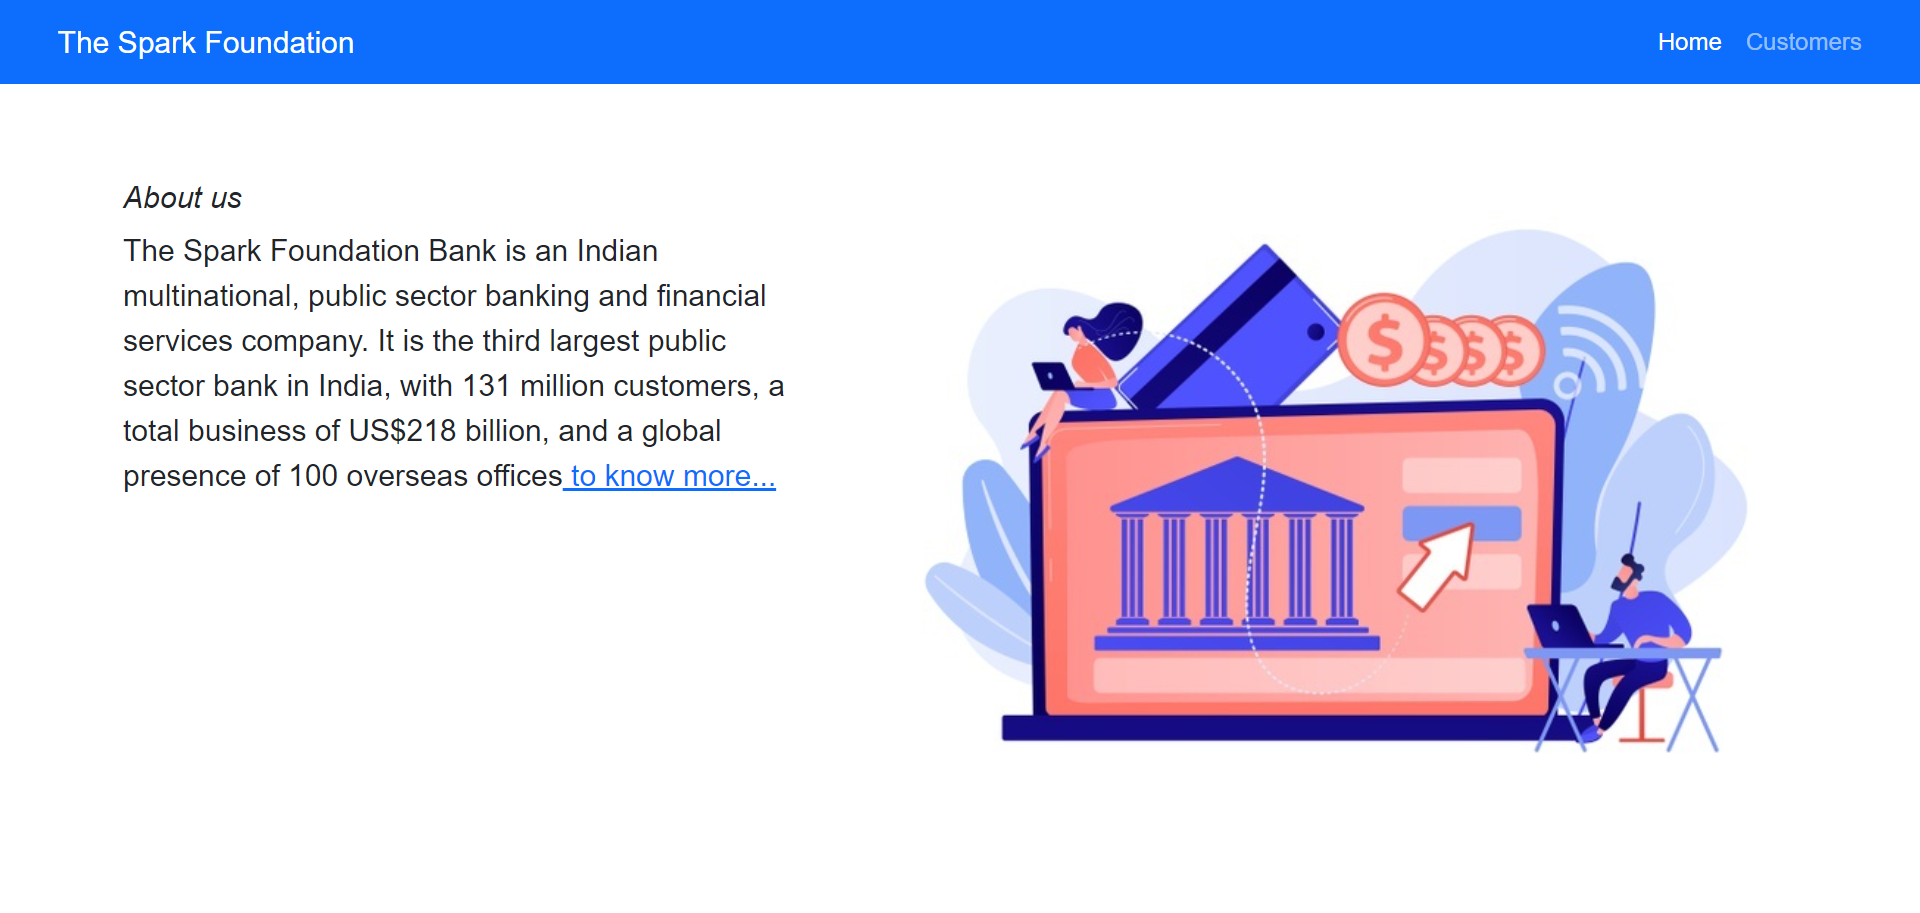 The Spark Foundation
Home Customers
About us
The Spark Foundation Bank is an Indian
multinational, public sector banking and financial
services company. It is the third largest public
sector bank in India, with 131 million customers, a
total business of US$218 billion, and a global
presence of 100 overseas offices to know more...
$ $ $ $